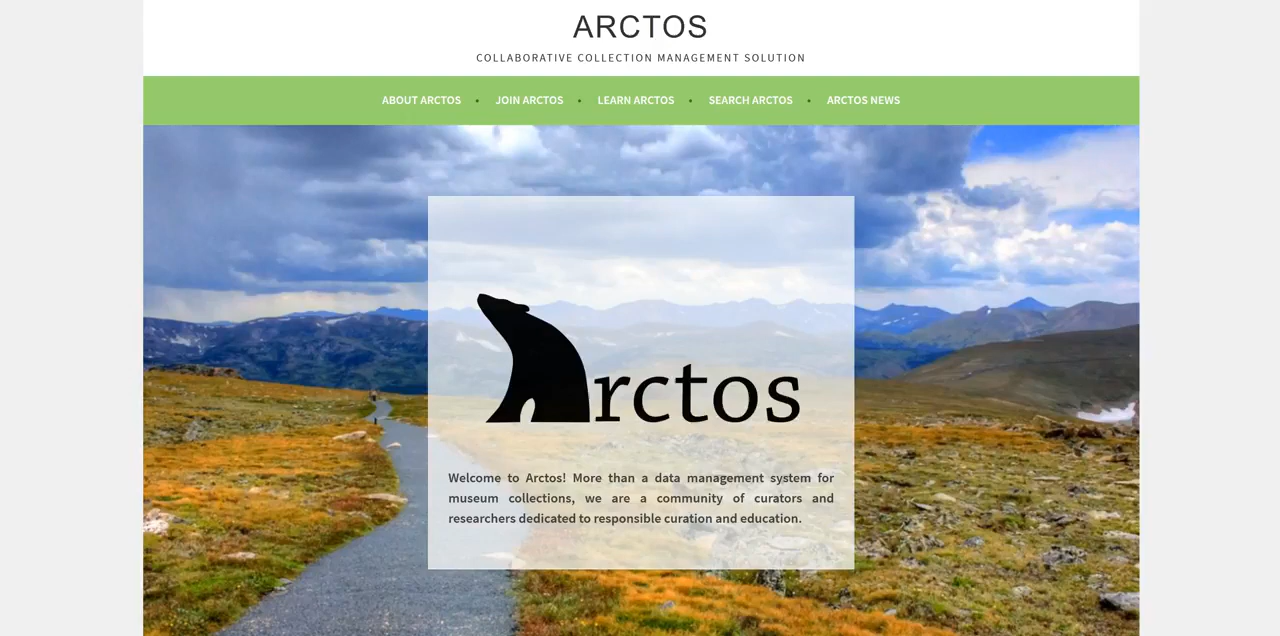 ARCTOS
COLLABORATIVE COLLECTION MANAGEMENT SOLUTION
ABOUT ARCTOS • JOIN ARCTOS • LEARN ARCTOS • SEARCH ARCTOS • ARCTOS NEWS
Arctos
Welcome to Arctos! More than a data management system for
museum collections, we are a community of curators and
researchers dedicated to responsible curation and education.